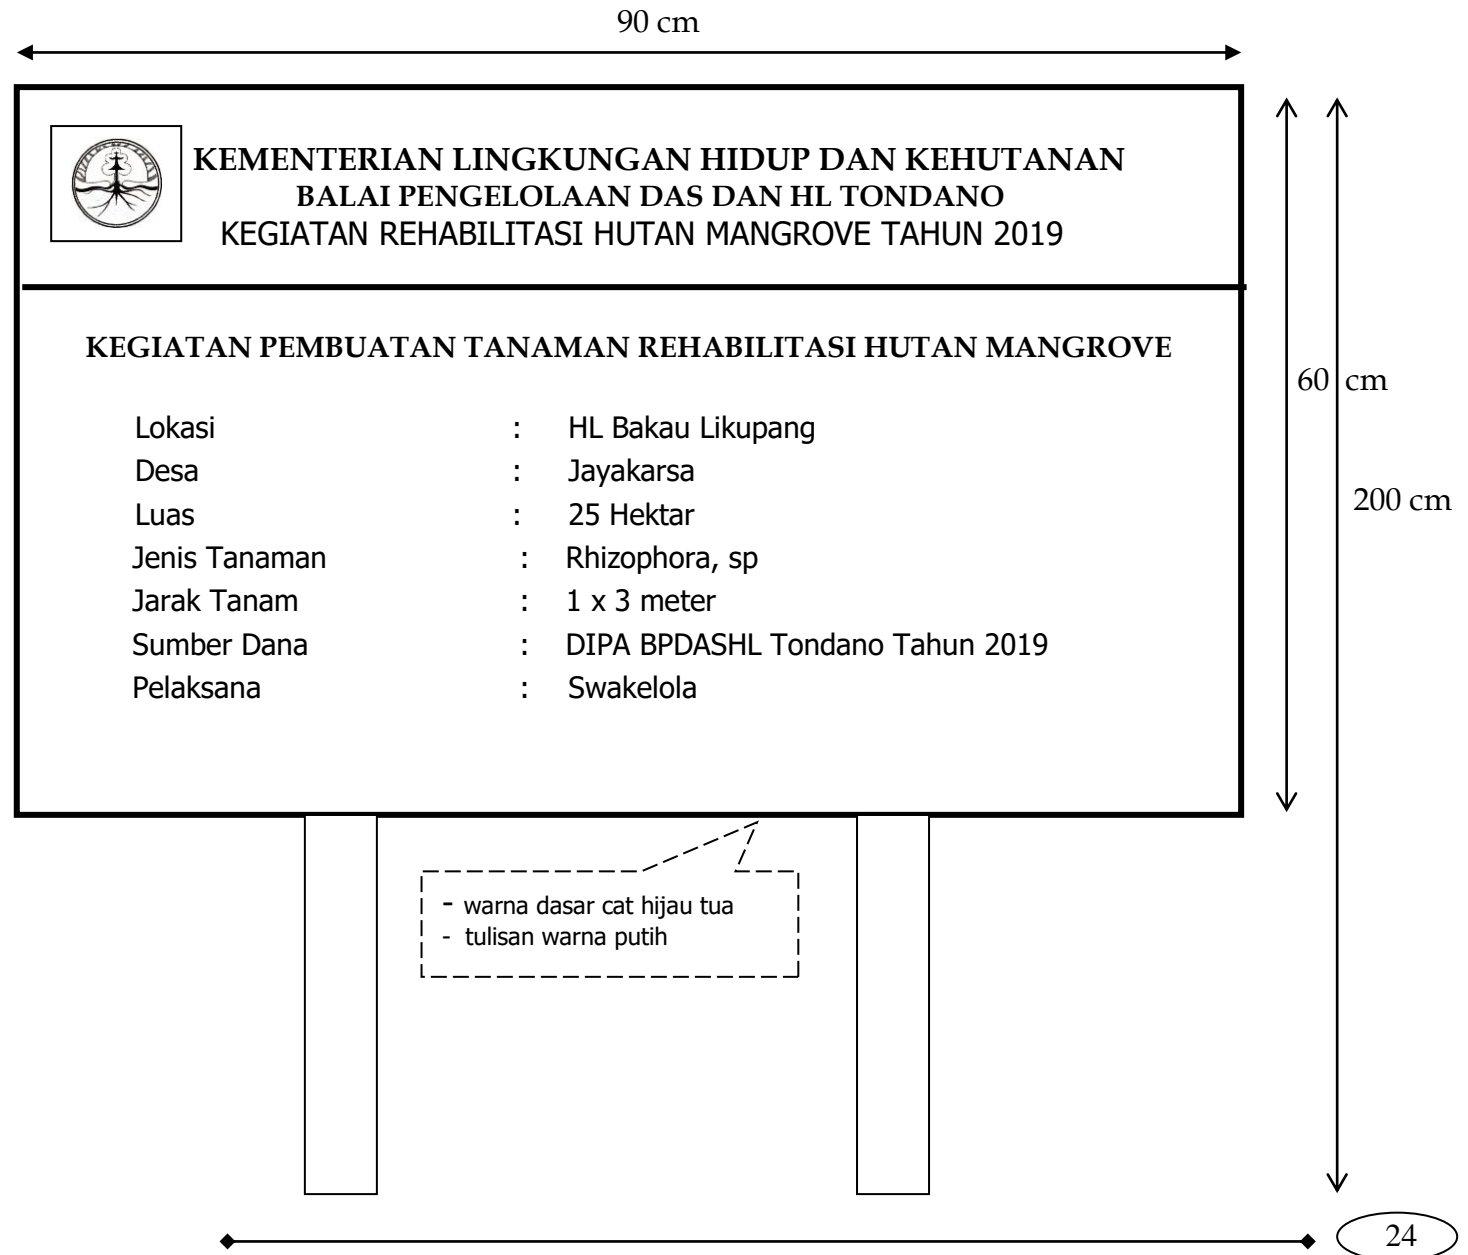 90 cm
KEMENTERIAN LINGKUNGAN HIDUP DAN KEHUTANAN
BALAI PENGELOLAAN DAS DAN HL TONDANO
KEGIATAN REHABILITASI HUTAN MANGROVE TAHUN 2019
KEGIATAN PEMBUATAN TANAMAN REHABILITASI HUTAN MANGROVE
60 cm
Lokasi : HL Bakau Likupang
Desa : Jayakarsa
Luas : 25 Hektar
200 cm
Jenis Tanaman : Rhizophora, sp
Jarak Tanam : 1 x 3 meter
Sumber Dana : DIPA BPDASHL Tondano Tahun 2019
Pelaksana : Swakelola
- warna dasar cat hijau tua
- tulisan warna putih
24